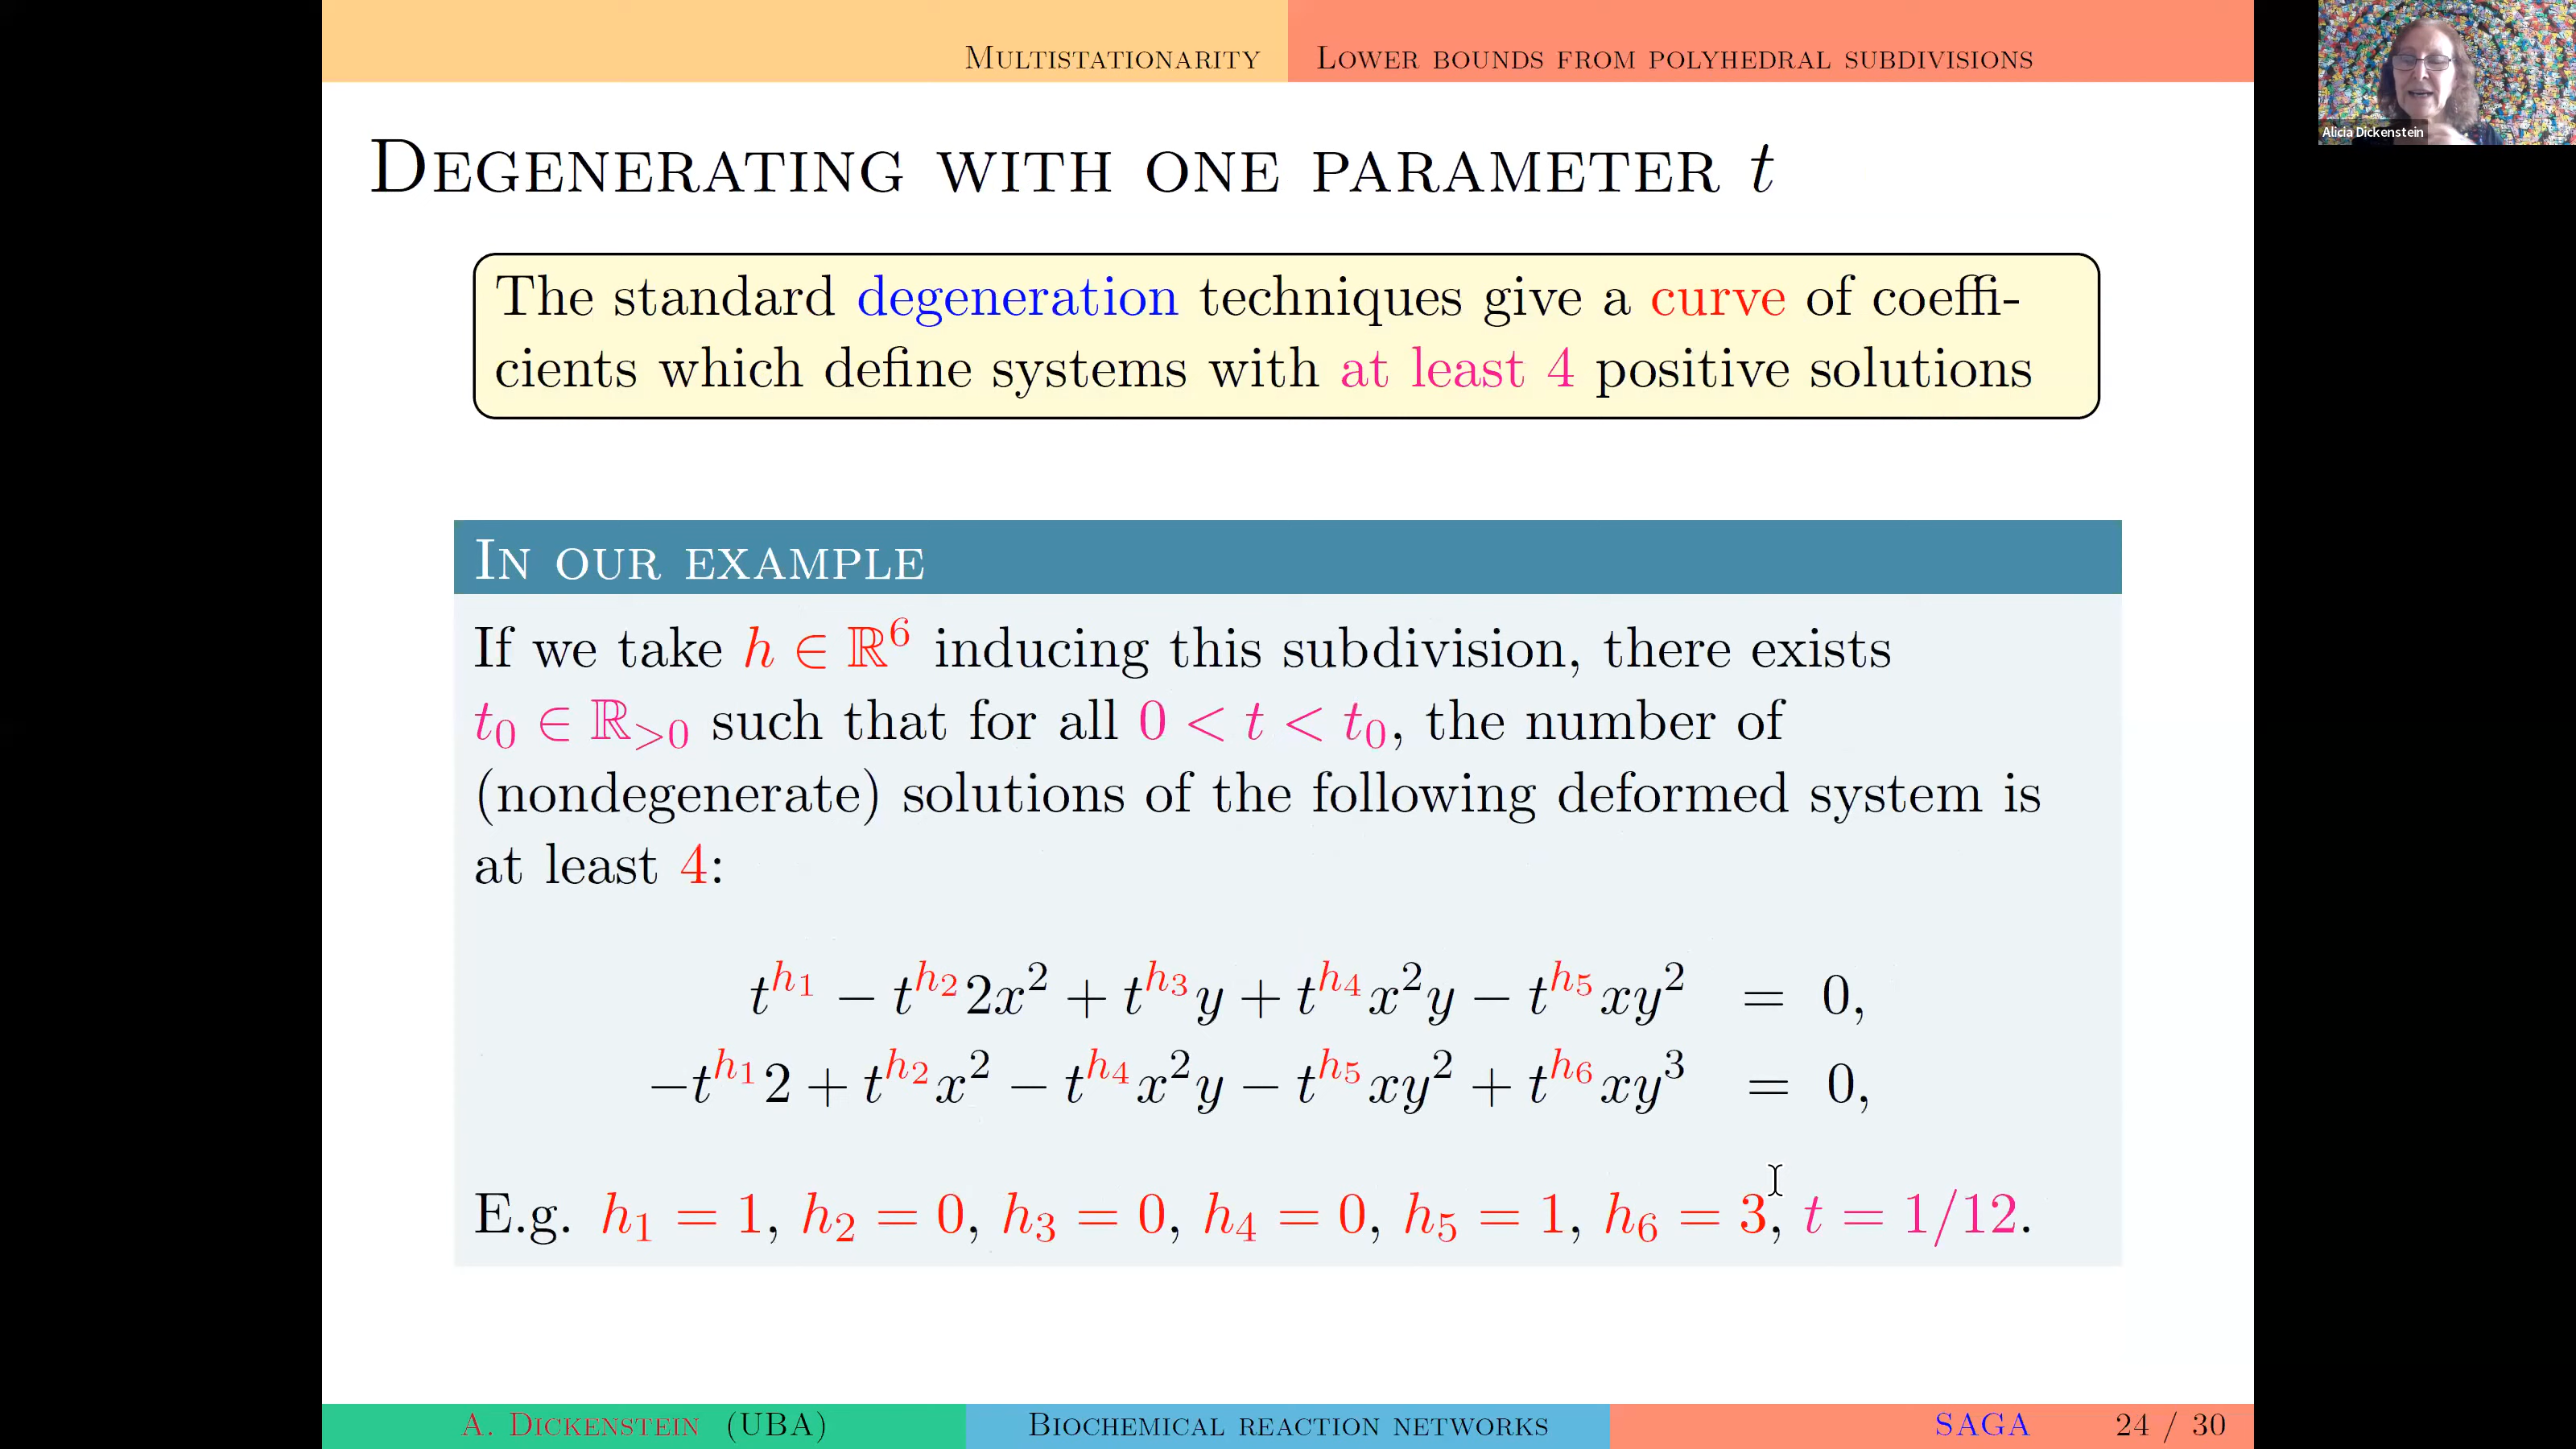 Multistationarity
Lower bounds from polyhedral subdivisions
Alicia Dickenstein
Degenerating with one parameter t
The standard degeneration techniques give a curve of coeffi-
cients which define systems with at least 4 positive solutions
In our example
If we take h ∈ ℝ⁶ inducing this subdivision, there exists
t₀ ∈ ℝ_{>0} such that for all 0 < t < t₀, the number of
(nondegenerate) solutions of the following deformed system is
at least 4:
t^{h₁} − t^{h₂}2x² + t^{h₃}y + t^{h₄}x²y − t^{h₅}xy² = 0,
−t^{h₁}2 + t^{h₂}x² − t^{h₄}x²y − t^{h₅}xy² + t^{h₆}xy³ = 0,
E.g. h₁ = 1, h₂ = 0, h₃ = 0, h₄ = 0, h₅ = 1, h₆ = 3, t = 1/12.
A. Dickenstein (UBA)
Biochemical reaction networks
SAGA
24 / 30